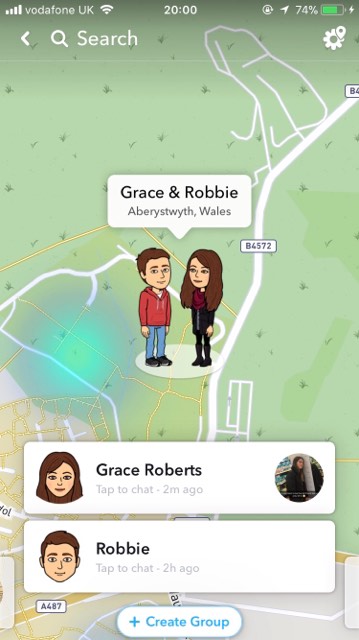 vodafone UK 20:00 74%
Search
Grace & Robbie
Aberystwyth, Wales
B4572
Grace Roberts
Tap to chat - 2m ago
Robbie
Tap to chat - 2h ago
A487
+ Create Group